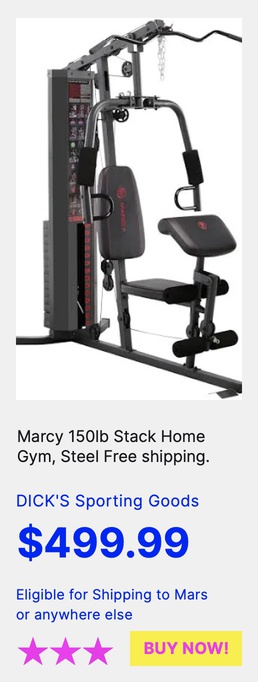 Marcy 150lb Stack Home
Gym, Steel Free shipping.
DICK'S Sporting Goods
$499.99
Eligible for Shipping to Mars
or anywhere else
BUY NOW!